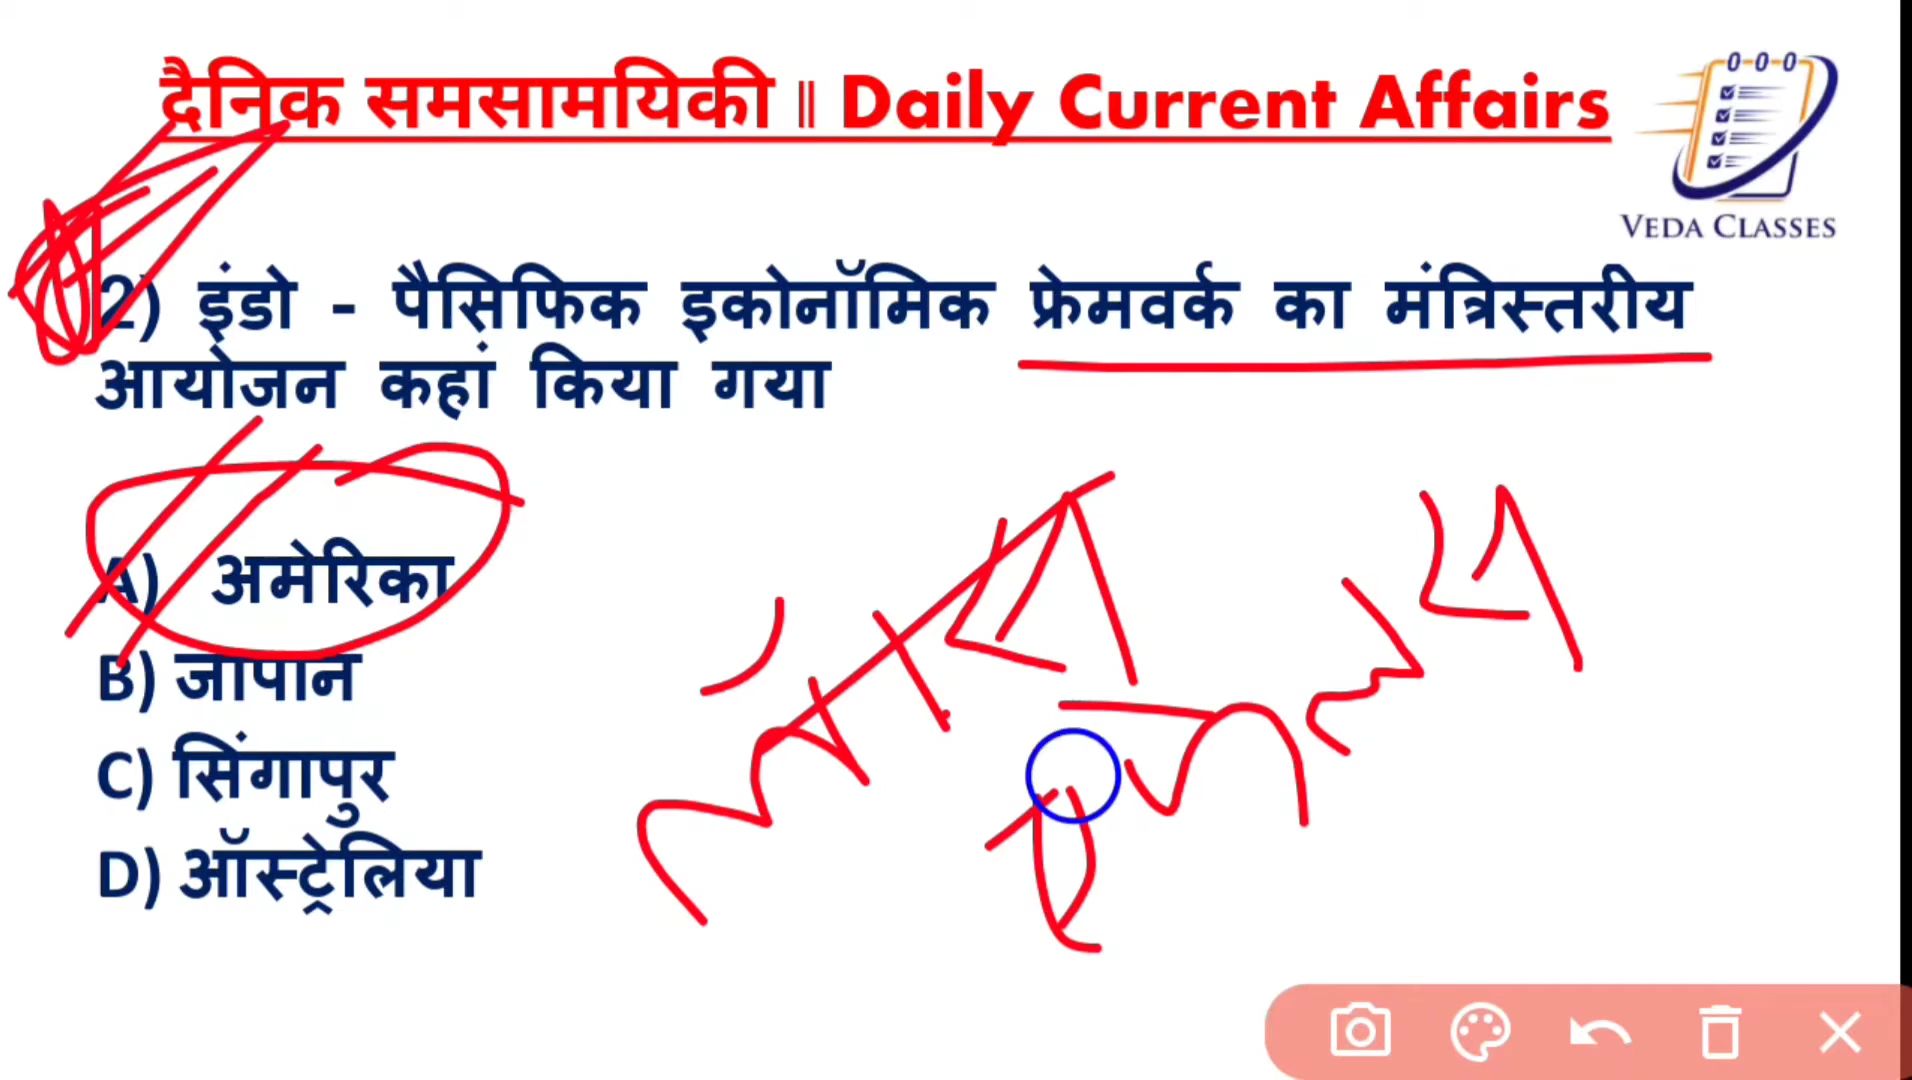 दैनिक समसामयिकी || Daily Current Affairs
VEDA CLASSES
2) इंडो - पैसिफिक इकोनॉमिक फ्रेमवर्क का मंत्रिस्तरीय
आयोजन कहां किया गया
A) अमेरिका
B) जापान
C) सिंगापुर
D) ऑस्ट्रेलिया